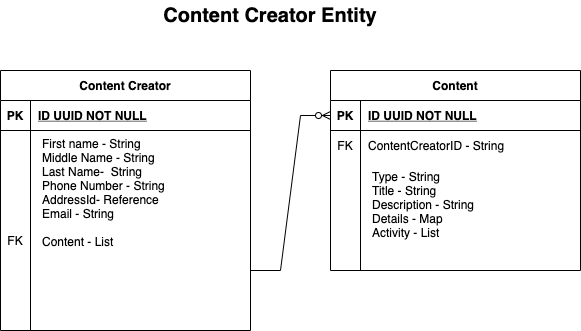 Content Creator Entity
Content Creator
PK ID UUID NOT NULL
First name - String
Middle Name - String
Last Name-  String
Phone Number - String
AddressId- Reference
Email - String
FK Content - List
Content
PK ID UUID NOT NULL
FK ContentCreatorID - String
Type - String
Title - String
Description - String
Details - Map
Activity - List